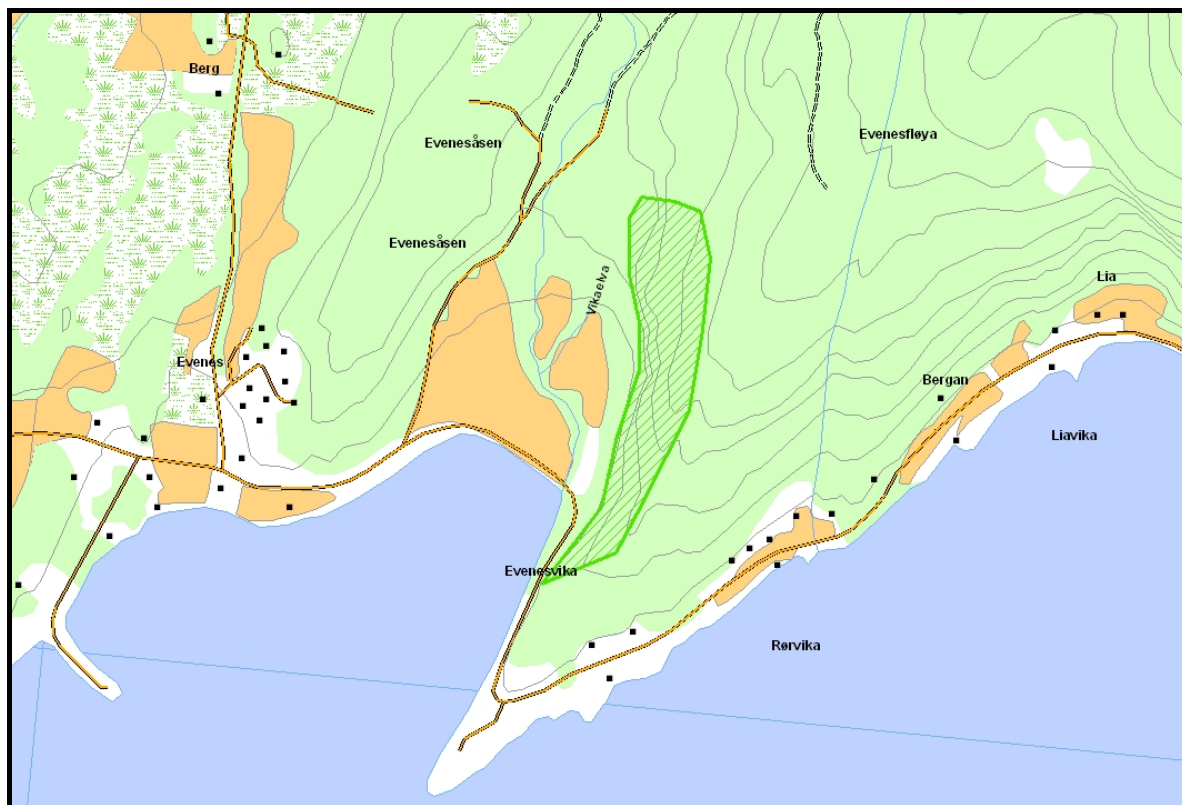 Berg
Evenesåsen
Evenesfløya
Evenesåsen
Vikaelva
Lia
Evenes
Bergan
Liavika
Evenesvika
Rørvika